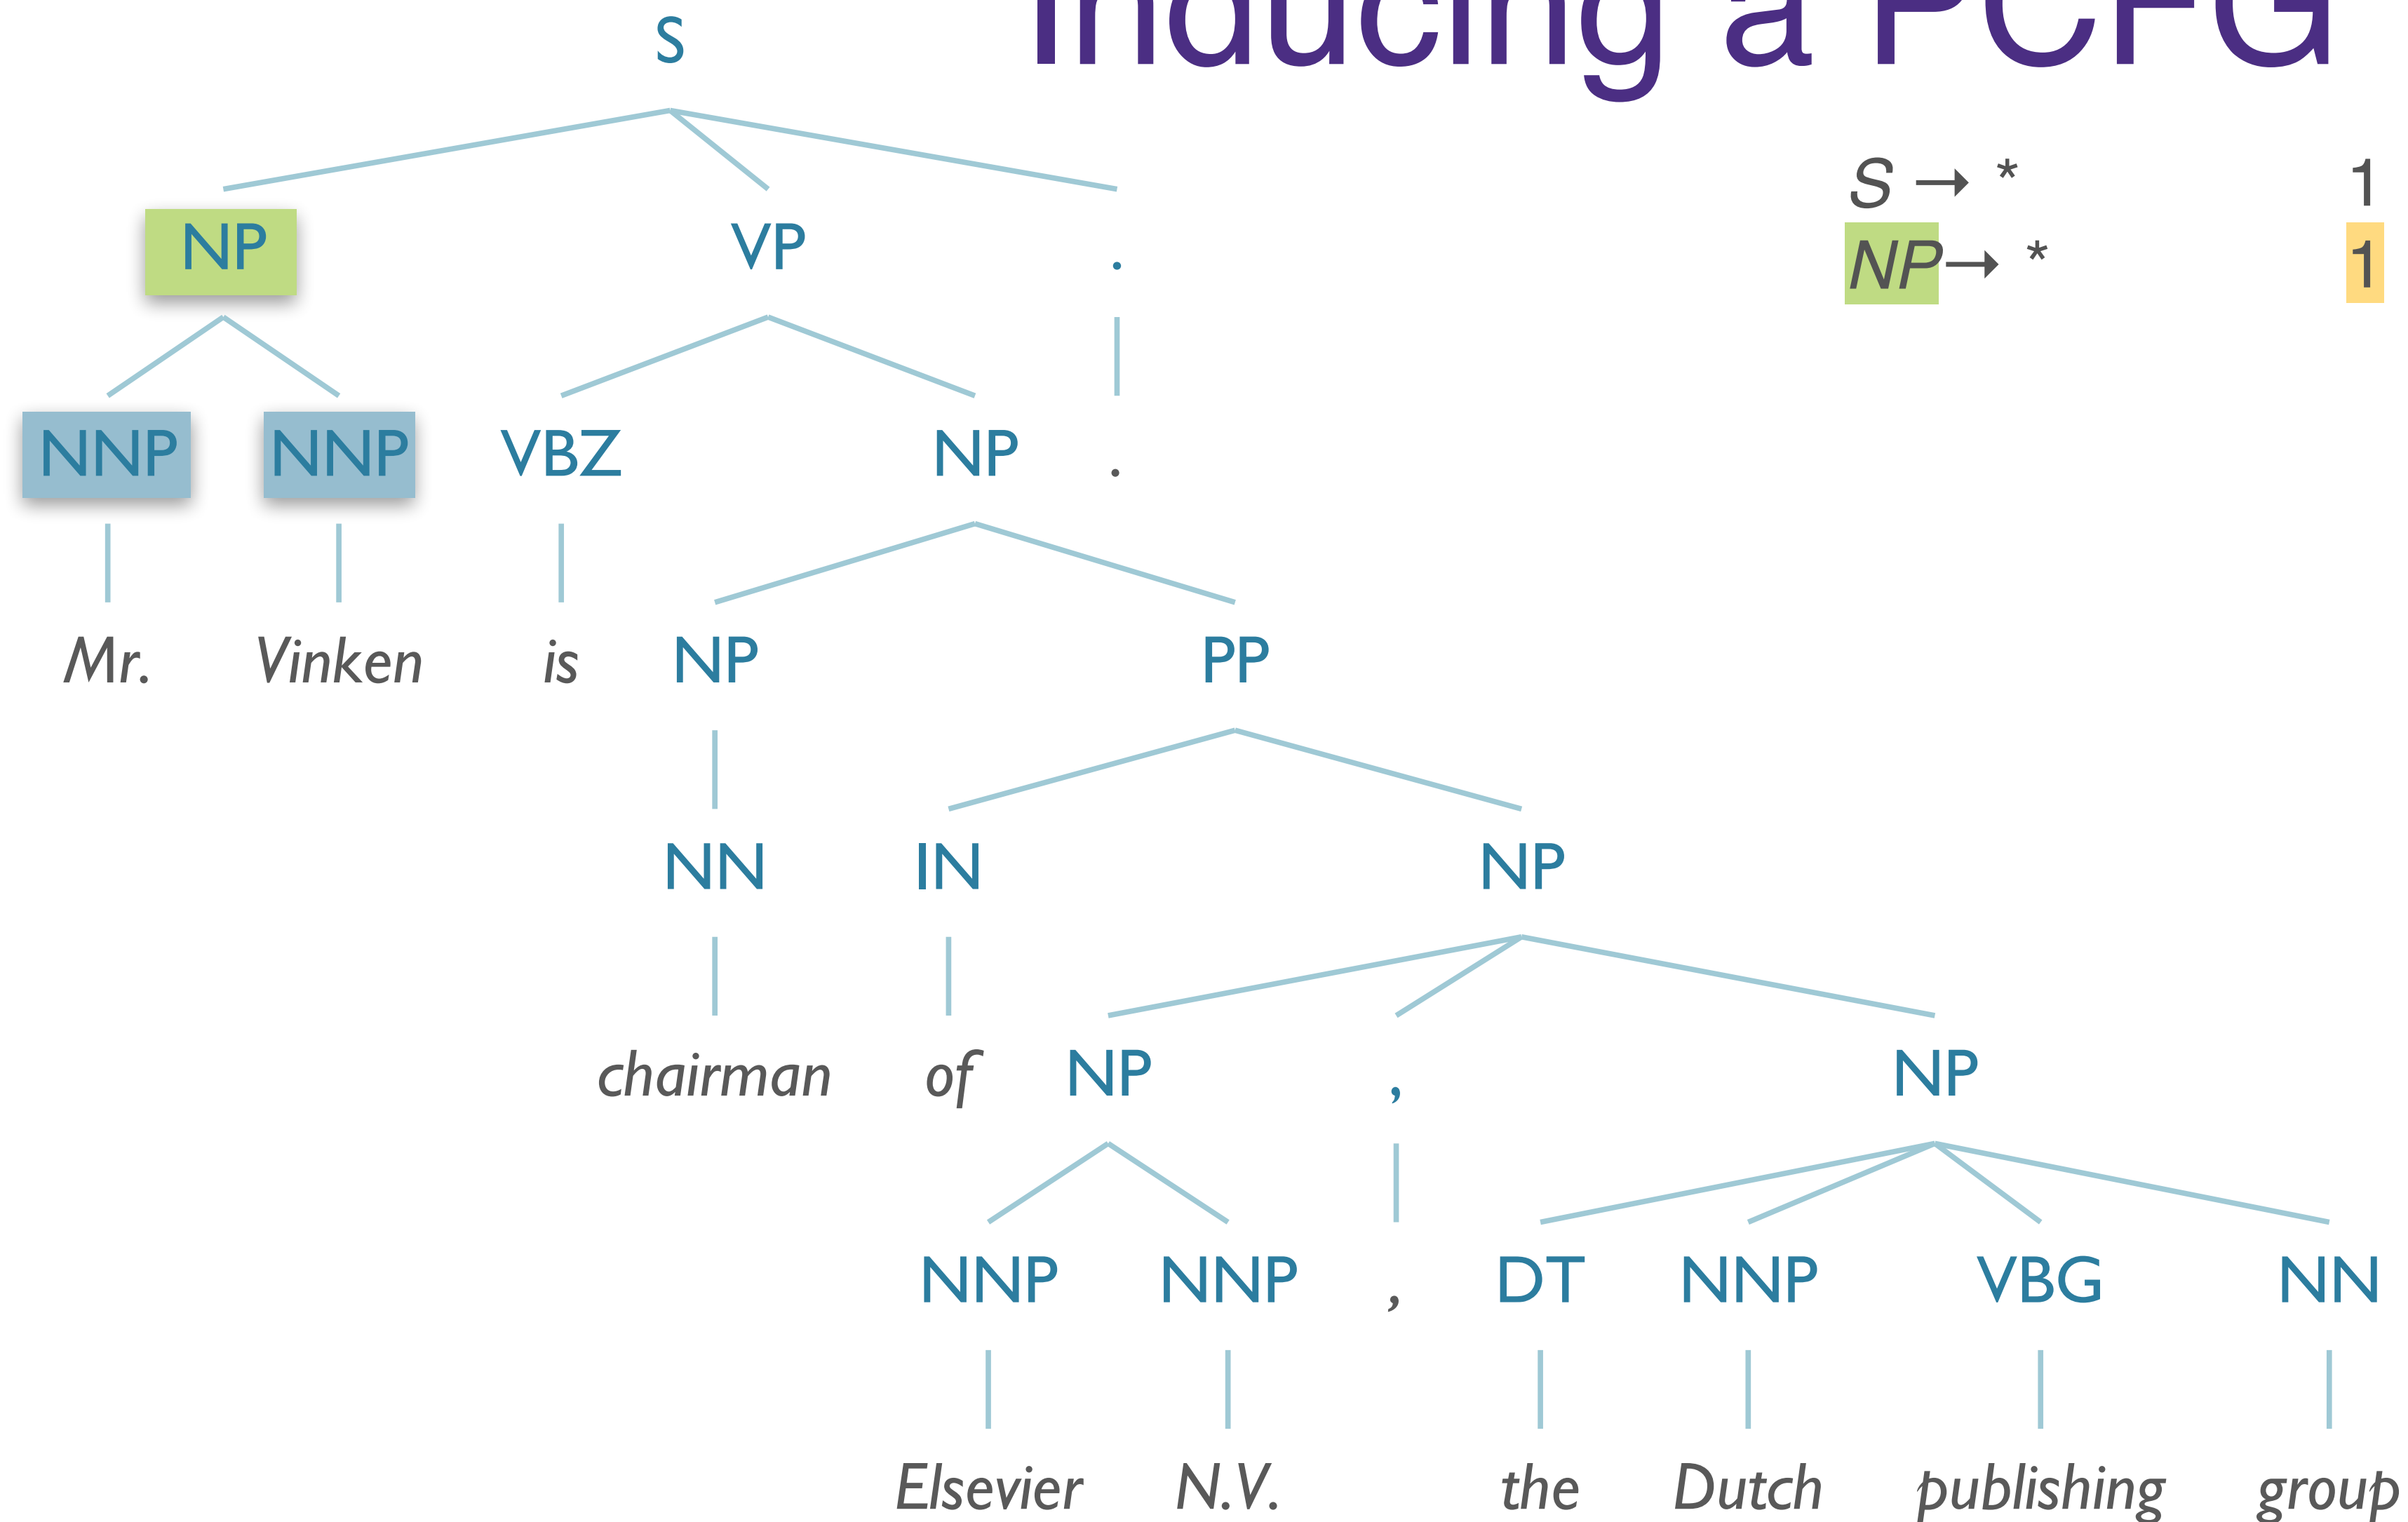 Inducing a PCFG
S
S → * 1
NP VP .
NP → * 1
NNP NNP VBZ NP .
Mr. Vinken is NP PP
NN IN NP
chairman of NP , NP
NNP NNP , DT NNP VBG NN
Elsevier N.V. the Dutch publishing group